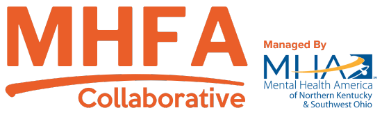 MHFA
Collaborative
Managed By
MHA
Mental Health America
of Northern Kentucky
& Southwest Ohio